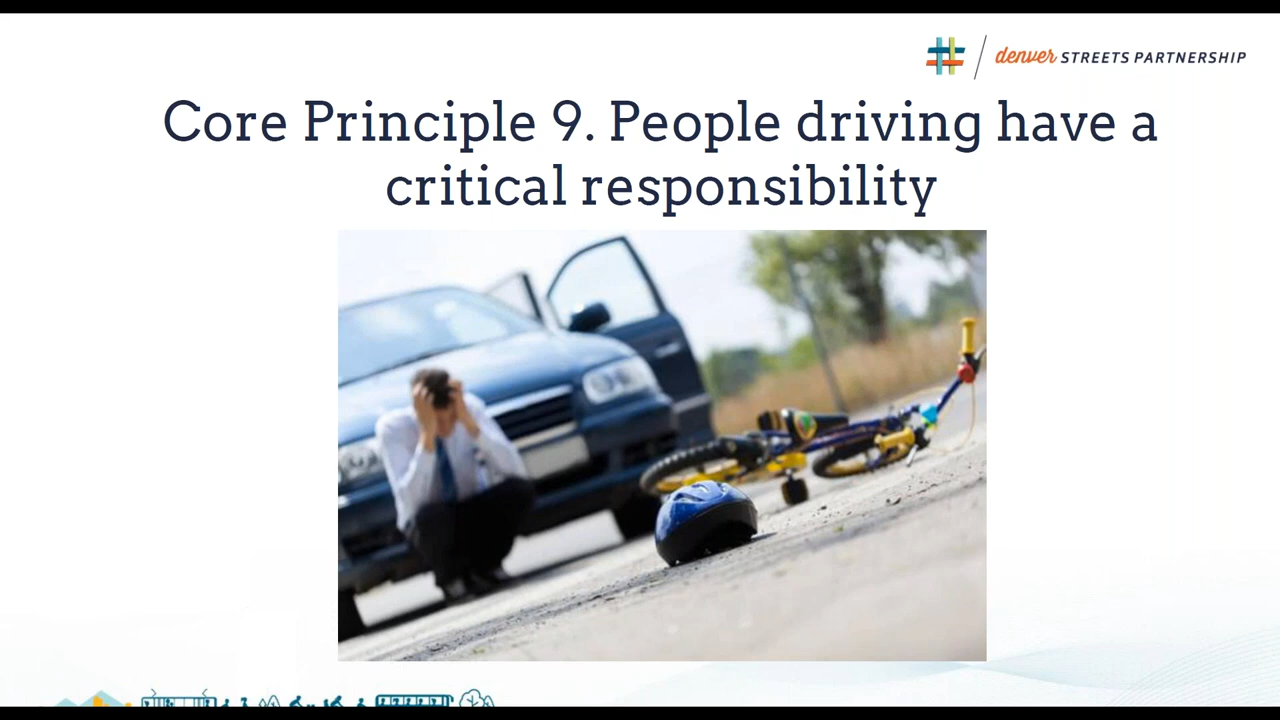 denver STREETS PARTNERSHIP
Core Principle 9. People driving have a
critical responsibility